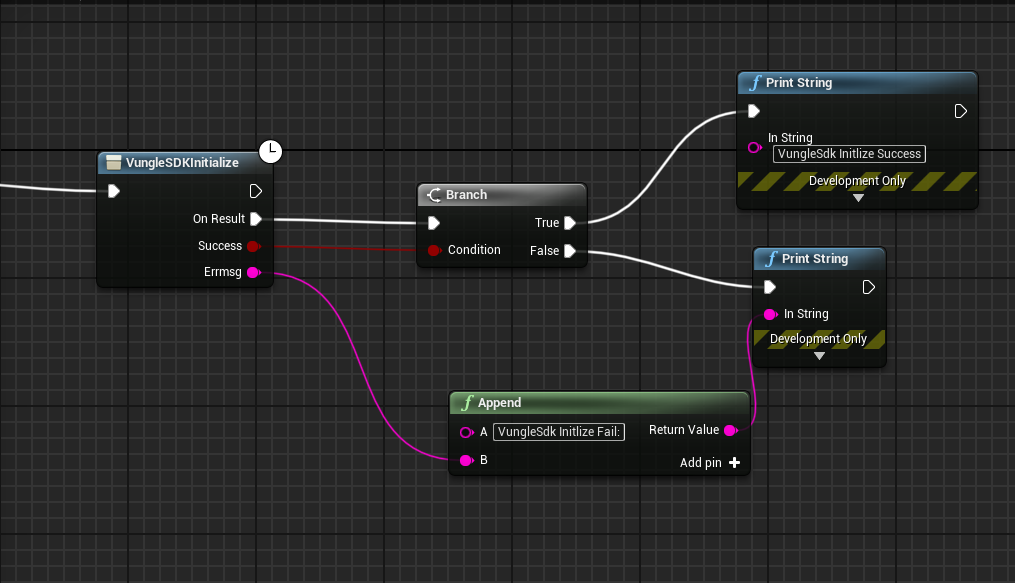 VungleSDKInitialize
On Result
Success
Errmsg
Branch
True
Condition
False
f Print String
In String
VungleSdk Initlize Success
Development Only
f Print String
In String
Development Only
f Append
A VungleSdk Initlize Fail:
Return Value
B
Add pin +